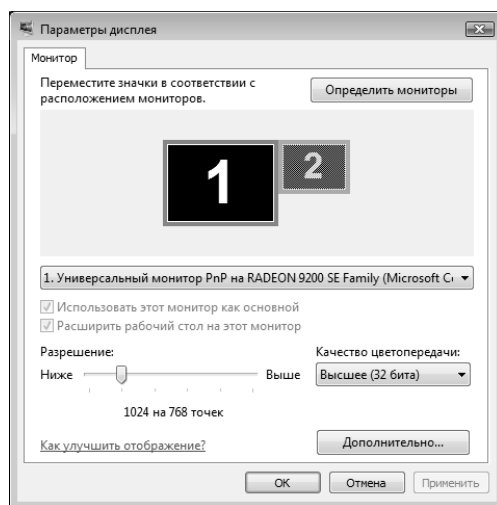 Параметры дисплея
Монитор
Переместите значки в соответствии с
расположением мониторов.
Определить мониторы
1
2
1. Универсальный монитор PnP на RADEON 9200 SE Family (Microsoft Co
Использовать этот монитор как основной
Расширить рабочий стол на этот монитор
Разрешение:
Качество цветопередачи:
Ниже
Выше
Высшее (32 бита)
1024 на 768 точек
Как улучшить отображение?
Дополнительно...
OK
Отмена
Применить